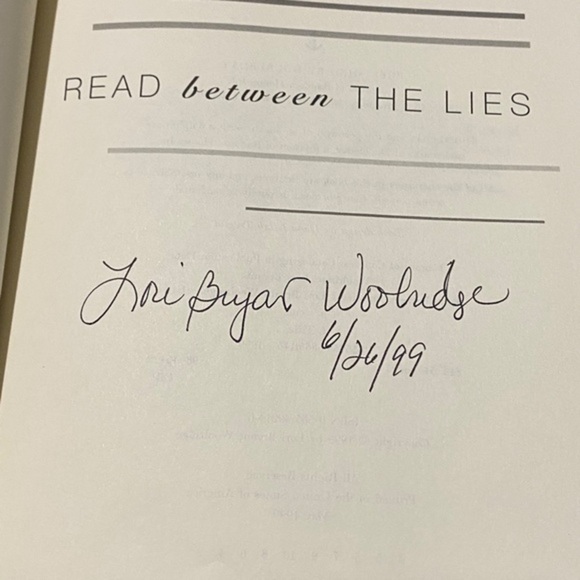 READ between THE LIES
Lori Bryant Woolridge
6/26/99